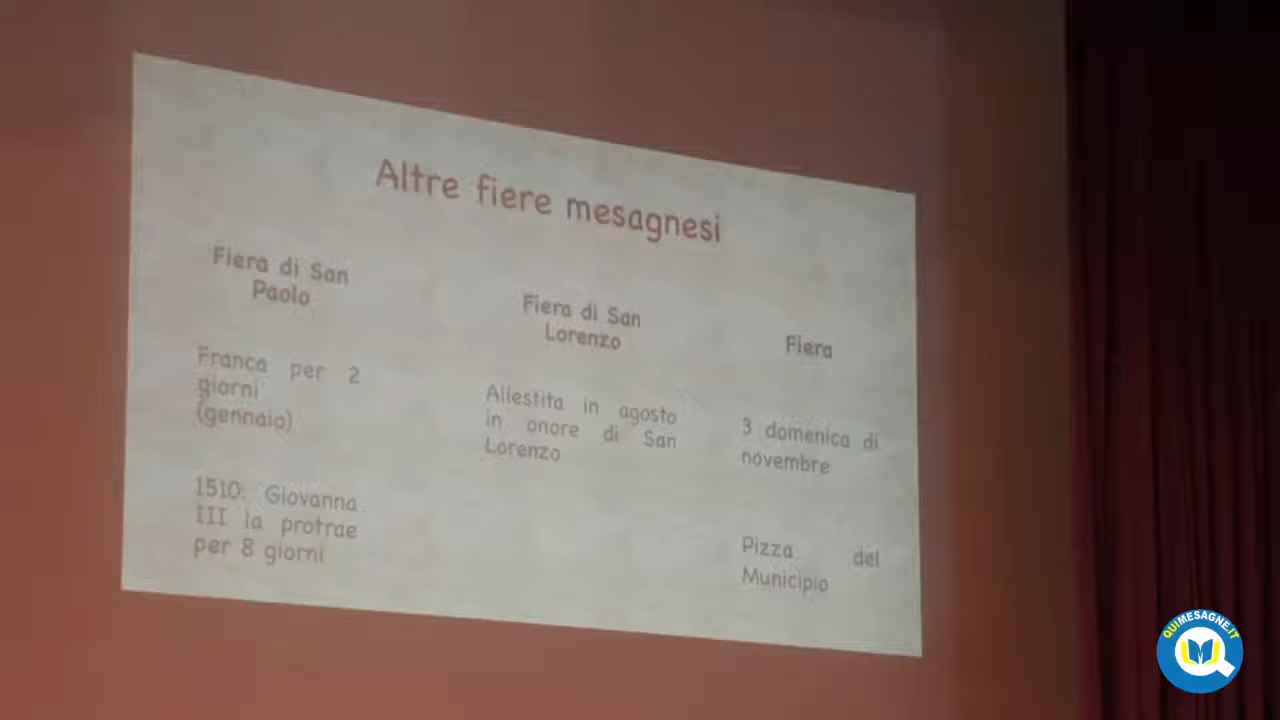 Altre fiere mesagnesi
Fiera di San
Paolo
Franca per 2
giorni
(gennaio)
1510: Giovanna
III la protrae
per 8 giorni
Fiera di San
Lorenzo
Allestita in agosto
in onore di San
Lorenzo
Fiera
3 domenica di
novembre
Pizza del
Municipio
QUIMESAGNE.IT